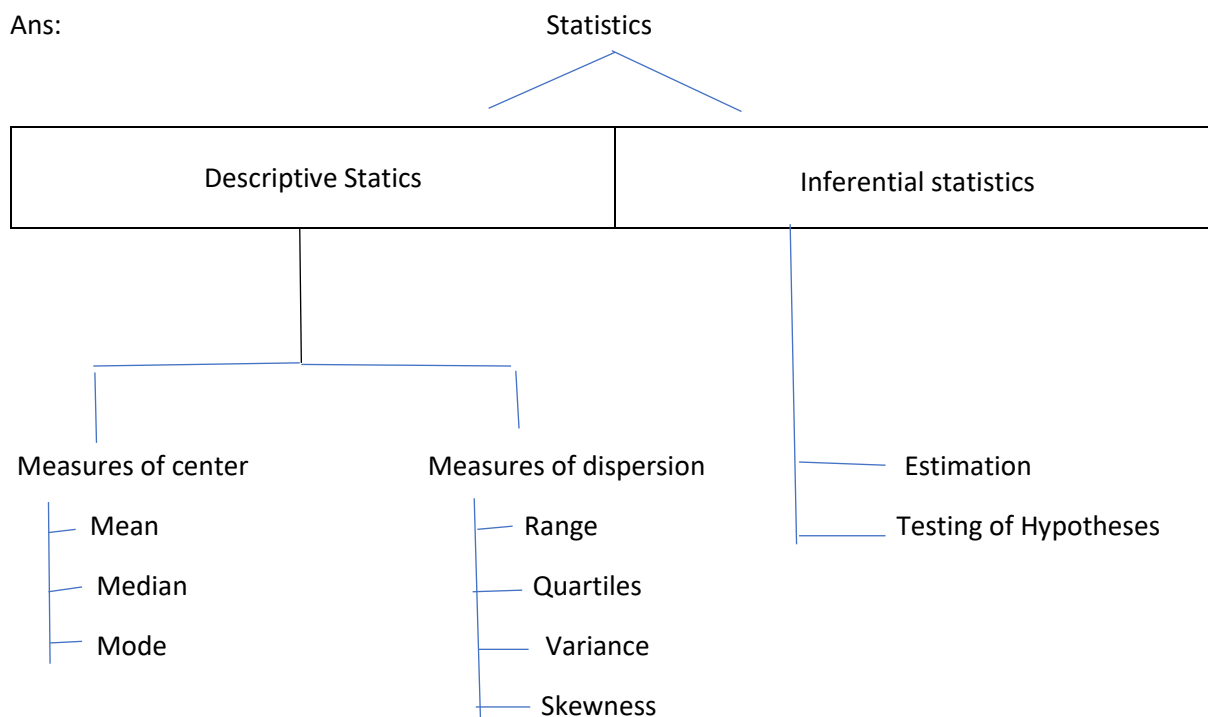 Ans: Statistics
Descriptive Statics Inferential statistics
Measures of center Measures of dispersion Estimation
Mean Range Testing of Hypotheses
Median Quartiles
Mode Variance
Skewness